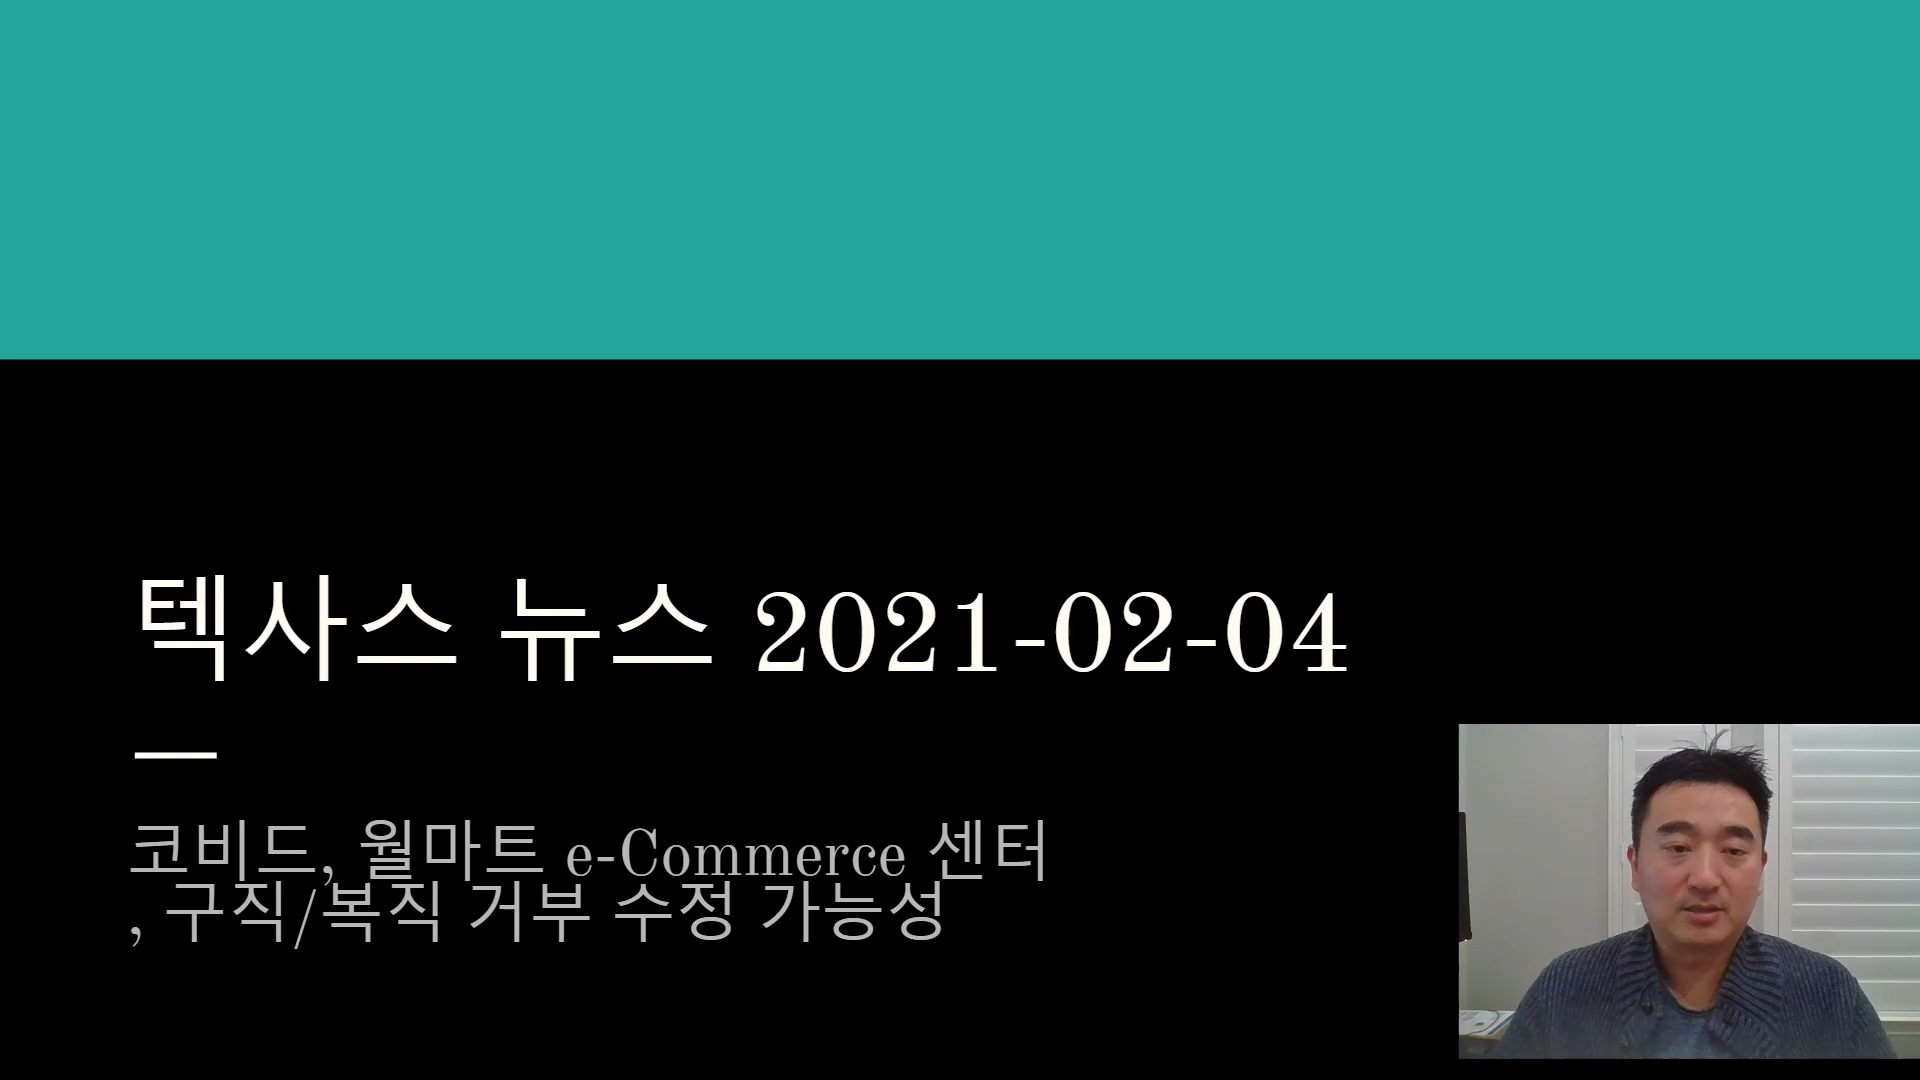 텍사스 뉴스 2021-02-04
코비드, 월마트 e-Commerce 센터
, 구직/복직 거부 수정 가능성